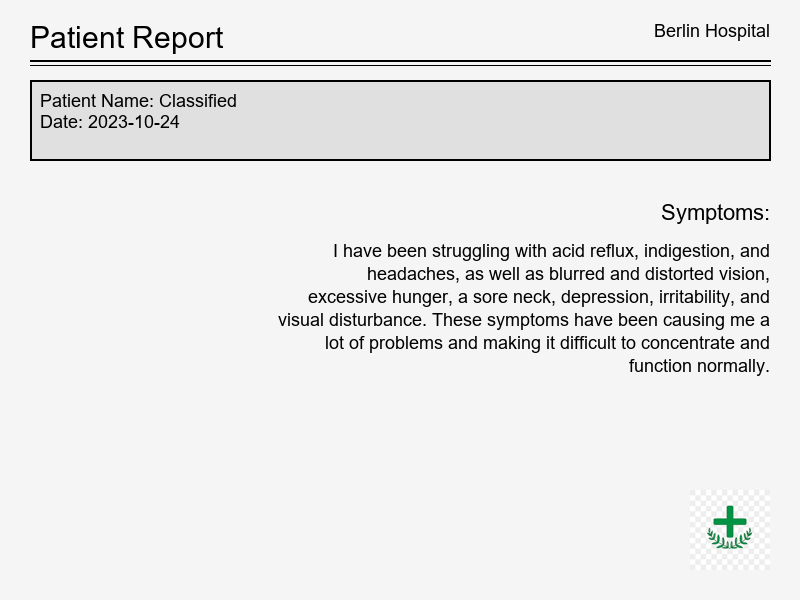 Patient Report
Berlin Hospital
Patient Name: Classified
Date: 2023-10-24
Symptoms:
I have been struggling with acid reflux, indigestion, and
headaches, as well as blurred and distorted vision,
excessive hunger, a sore neck, depression, irritability, and
visual disturbance. These symptoms have been causing me a
lot of problems and making it difficult to concentrate and
function normally.